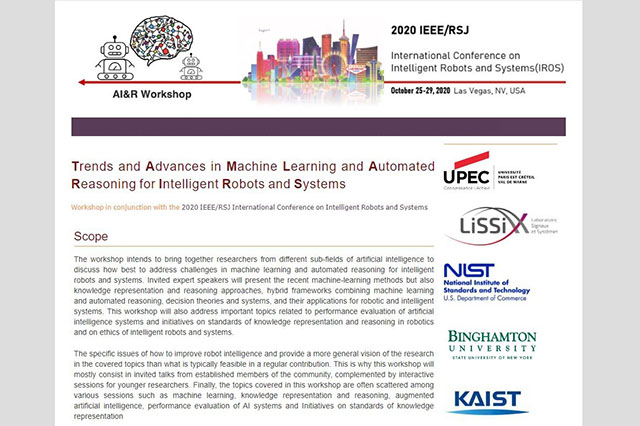 2020 IEEE/RSJ
International Conference on
Intelligent Robots and Systems(IROS)
October 25-29, 2020 Las Vegas, NV, USA
AI&R Workshop
Trends and Advances in Machine Learning and Automated
Reasoning for Intelligent Robots and Systems
Workshop in conjunction with the 2020 IEEE/RSJ International Conference on Intelligent Robots and Systems
Scope
The workshop intends to bring together researchers from different sub-fields of artificial intelligence to
discuss how best to address challenges in machine learning and automated reasoning for intelligent
robots and systems. Invited expert speakers will present the recent machine-learning methods but also
knowledge representation and reasoning approaches, hybrid frameworks combining machine learning
and automated reasoning, decision theories and systems, and their applications for robotic and intelligent
systems. This workshop will also address important topics related to performance evaluation of artificial
intelligence systems and initiatives on standards of knowledge representation and reasoning in robotics
and on ethics of intelligent robots and systems.
The specific issues of how to improve robot intelligence and provide a more general vision of the research
in the covered topics than what is typically feasible in a regular contribution. This is why this workshop will
mostly consist in invited talks from established members of the community, complemented by interactive
sessions for younger researchers. Finally, the topics covered in this workshop are often scattered among
various sessions such as machine learning, knowledge representation and reasoning, augmented
artificial intelligence, performance evaluation of AI systems and Initiatives on standards of knowledge
representation
UPEC
UNIVERSITÉ
PARIS-EST CRÉTEIL
VAL DE MARNE
Connaissance - Action
LiSSi
Laboratoire
Signaux
et Systèmes
NIST
National Institute of
Standards and Technology
U.S. Department of Commerce
BINGHAMTON
UNIVERSITY
STATE UNIVERSITY OF NEW YORK
KAIST